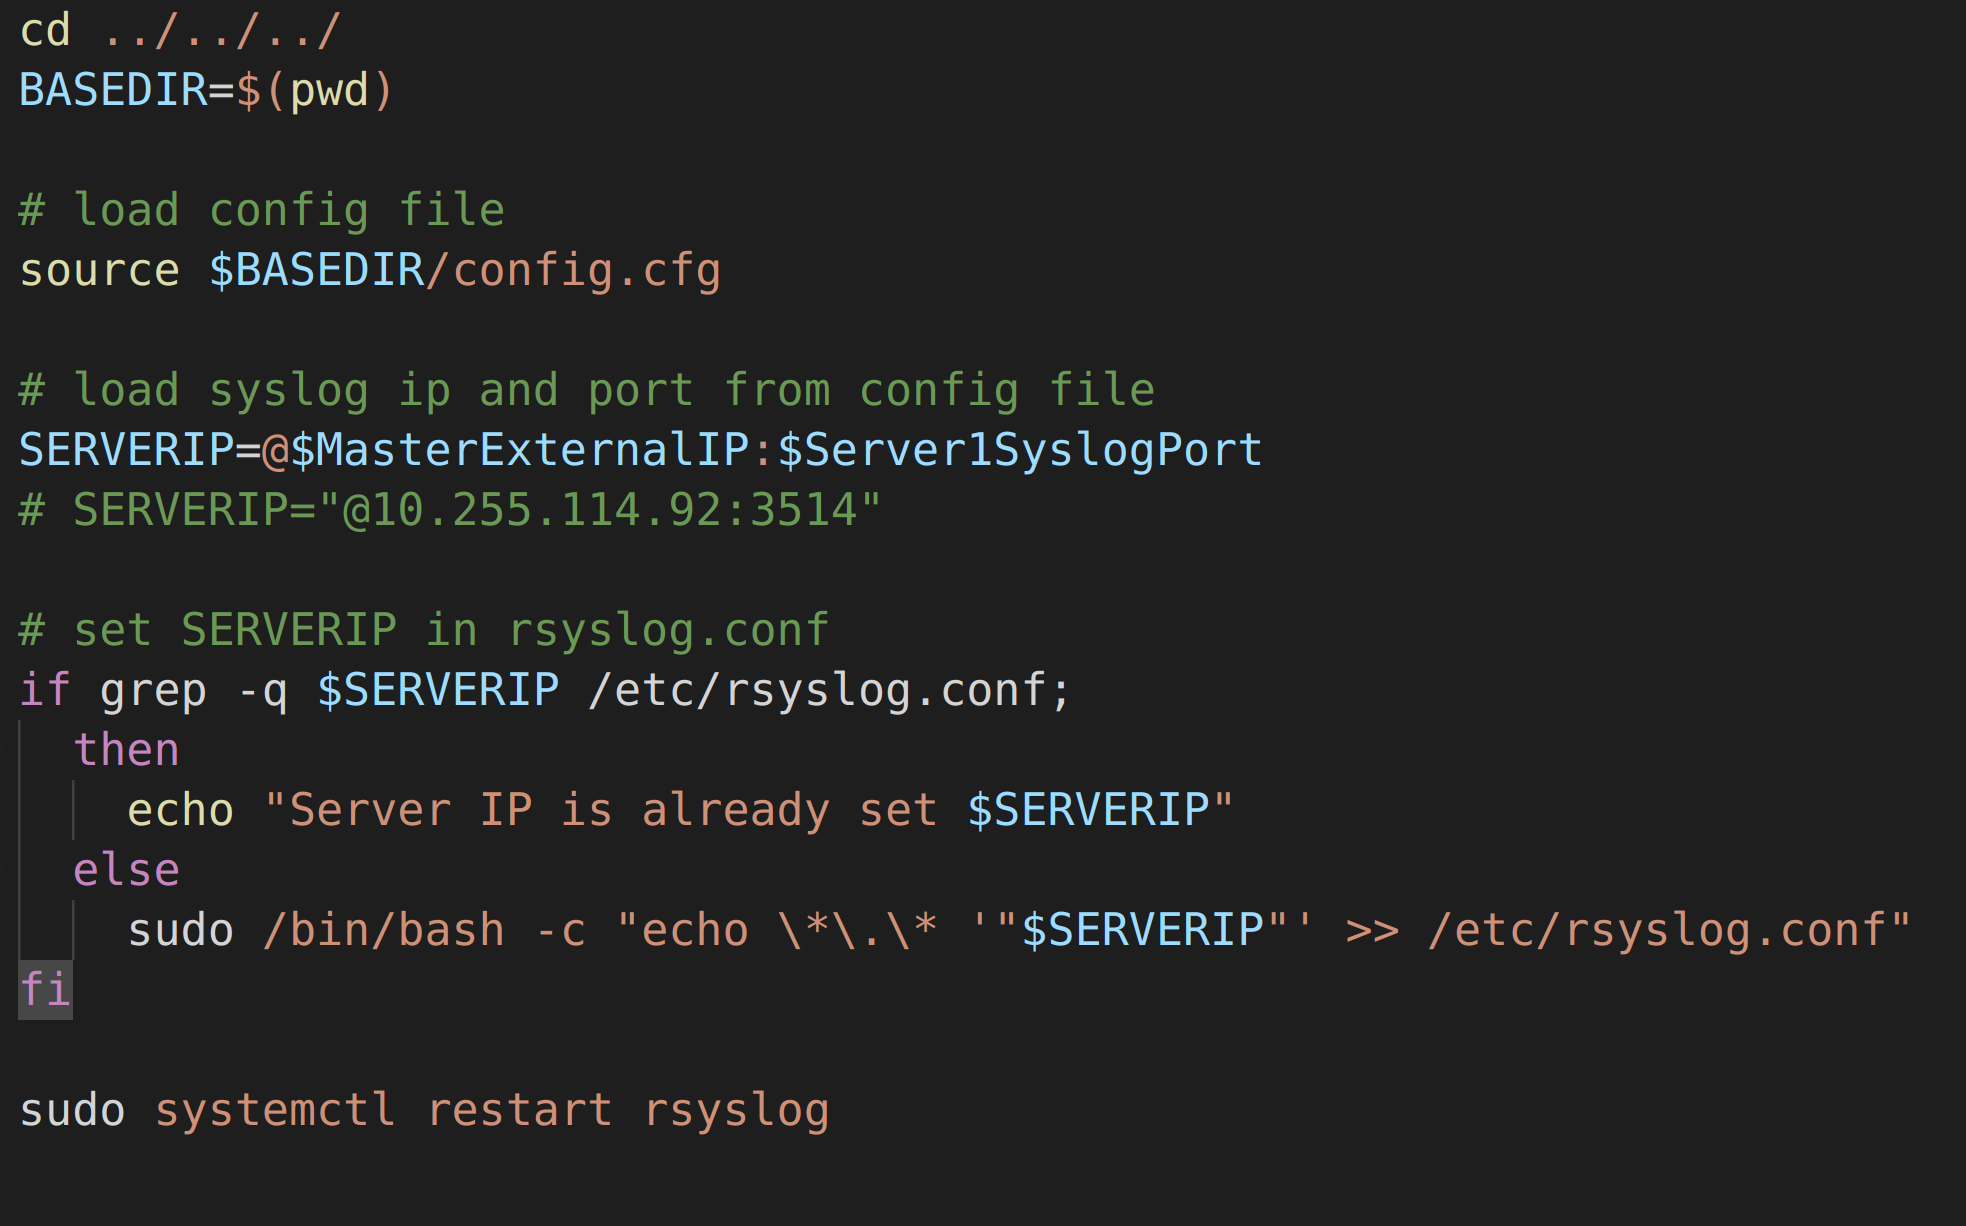 cd ../../../
BASEDIR=$(pwd)
# load config file
source $BASEDIR/config.cfg
# load syslog ip and port from config file
SERVERIP=@$MasterExternalIP:$Server1SyslogPort
# SERVERIP="@10.255.114.92:3514"
# set SERVERIP in rsyslog.conf
if grep -q $SERVERIP /etc/rsyslog.conf;
then
echo "Server IP is already set $SERVERIP"
else
sudo /bin/bash -c "echo \*\.\* '"$SERVERIP"' >> /etc/rsyslog.conf"
fi
sudo systemctl restart rsyslog